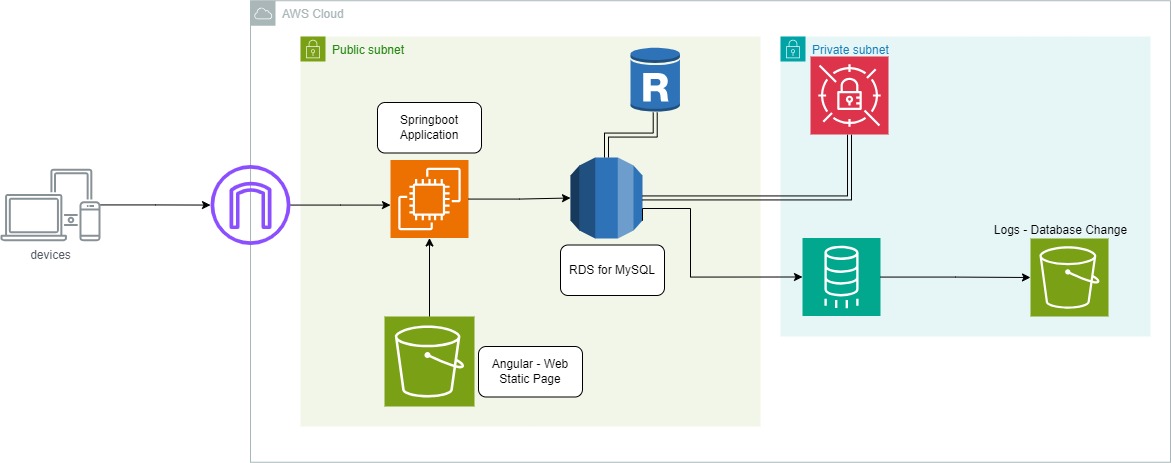 AWS Cloud
Public subnet
Private subnet
R
Springboot
Application
devices
RDS for MySQL
Logs - Database Change
Angular - Web
Static Page